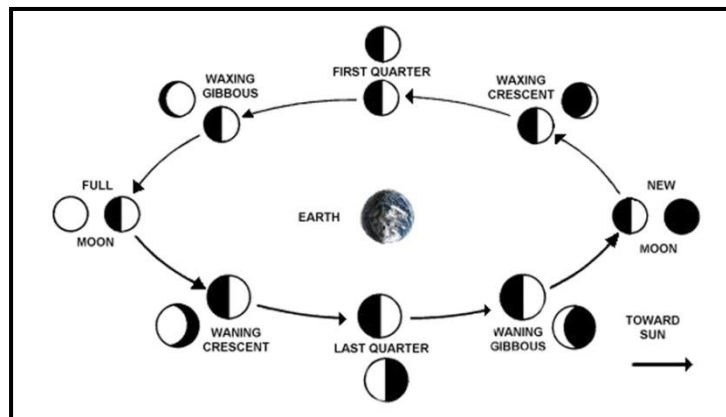 FIRST QUARTER
WAXING
GIBBOUS
WAXING
CRESCENT
FULL
MOON
EARTH
NEW
MOON
WANING
CRESCENT
LAST QUARTER
WANING
GIBBOUS
TOWARD
SUN